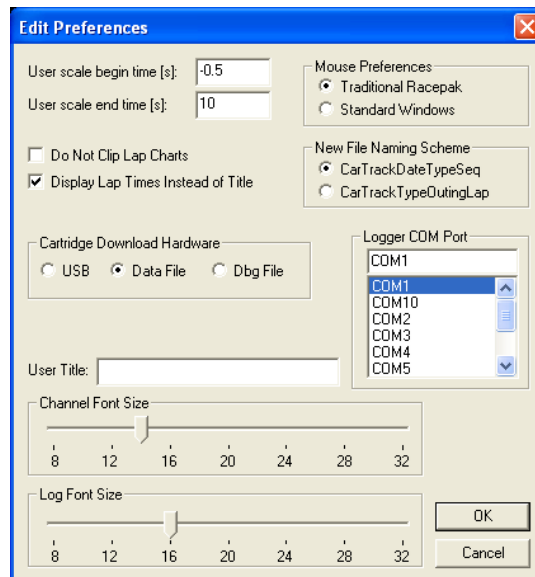 Edit Preferences
User scale begin time [s]: -0.5
User scale end time [s]: 10
Mouse Preferences
Traditional Racepak
Standard Windows
Do Not Clip Lap Charts
Display Lap Times Instead of Title
New File Naming Scheme
CarTrackDateTypeSeq
CarTrackTypeOutingLap
Cartridge Download Hardware
USB Data File Dbg File
Logger COM Port
COM1
COM1
COM10
COM2
COM3
COM4
COM5
User Title:
Channel Font Size
8 12 16 20 24 28 32
Log Font Size
8 12 16 20 24 28 32
OK
Cancel